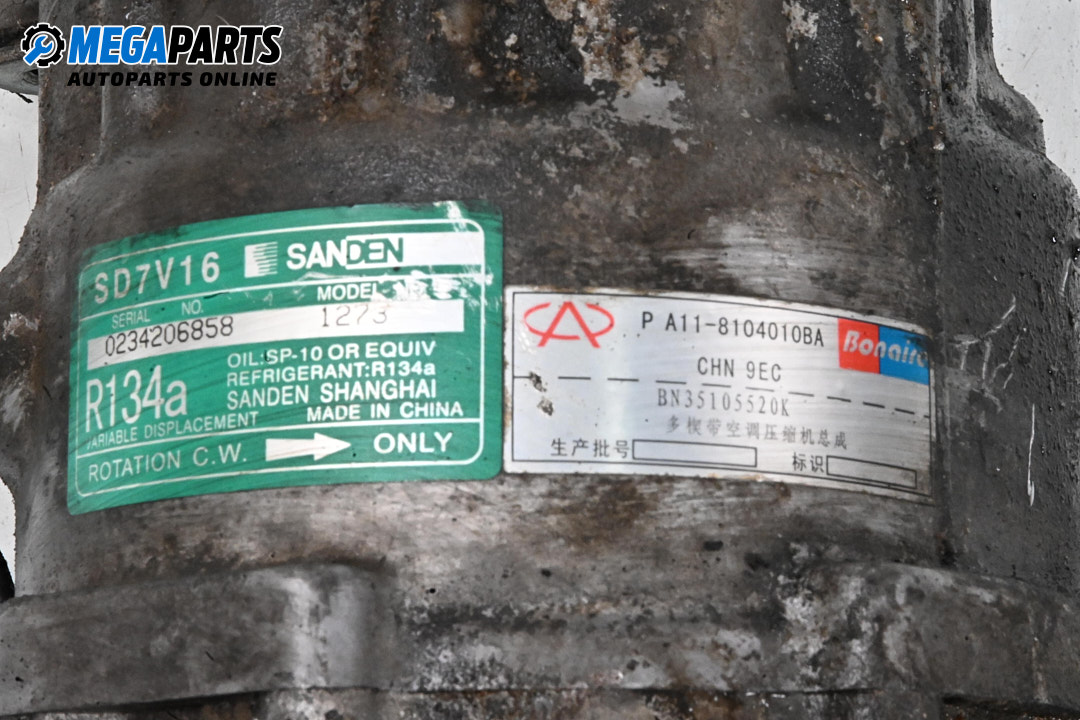 MEGAPARTS
AUTOPARTS ONLINE
SD7V16 SANDEN
SERIAL NO. MODEL
0234206858 1273
R134a
OIL:SP-10 OR EQUIV
REFRIGERANT:R134a
SANDEN SHANGHAI
VARIABLE DISPLACEMENT MADE IN CHINA
ROTATION C.W. ONLY
P A11-8104010BA Bonaire
CHN 9EC
BN35105520K
多楔带空调压缩机总成
生产批号 标识